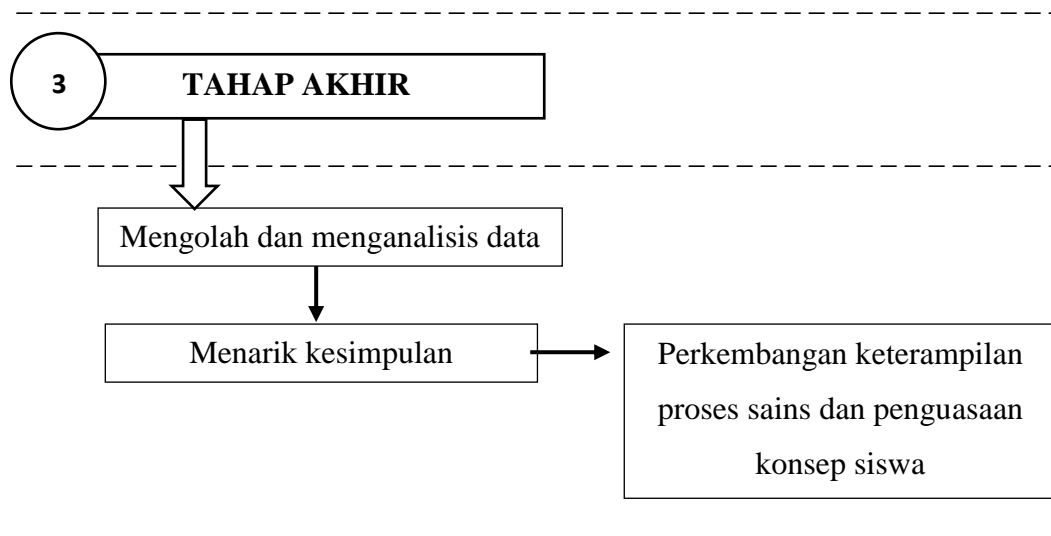 3
TAHAP AKHIR
Mengolah dan menganalisis data
Menarik kesimpulan
Perkembangan keterampilan
proses sains dan penguasaan
konsep siswa